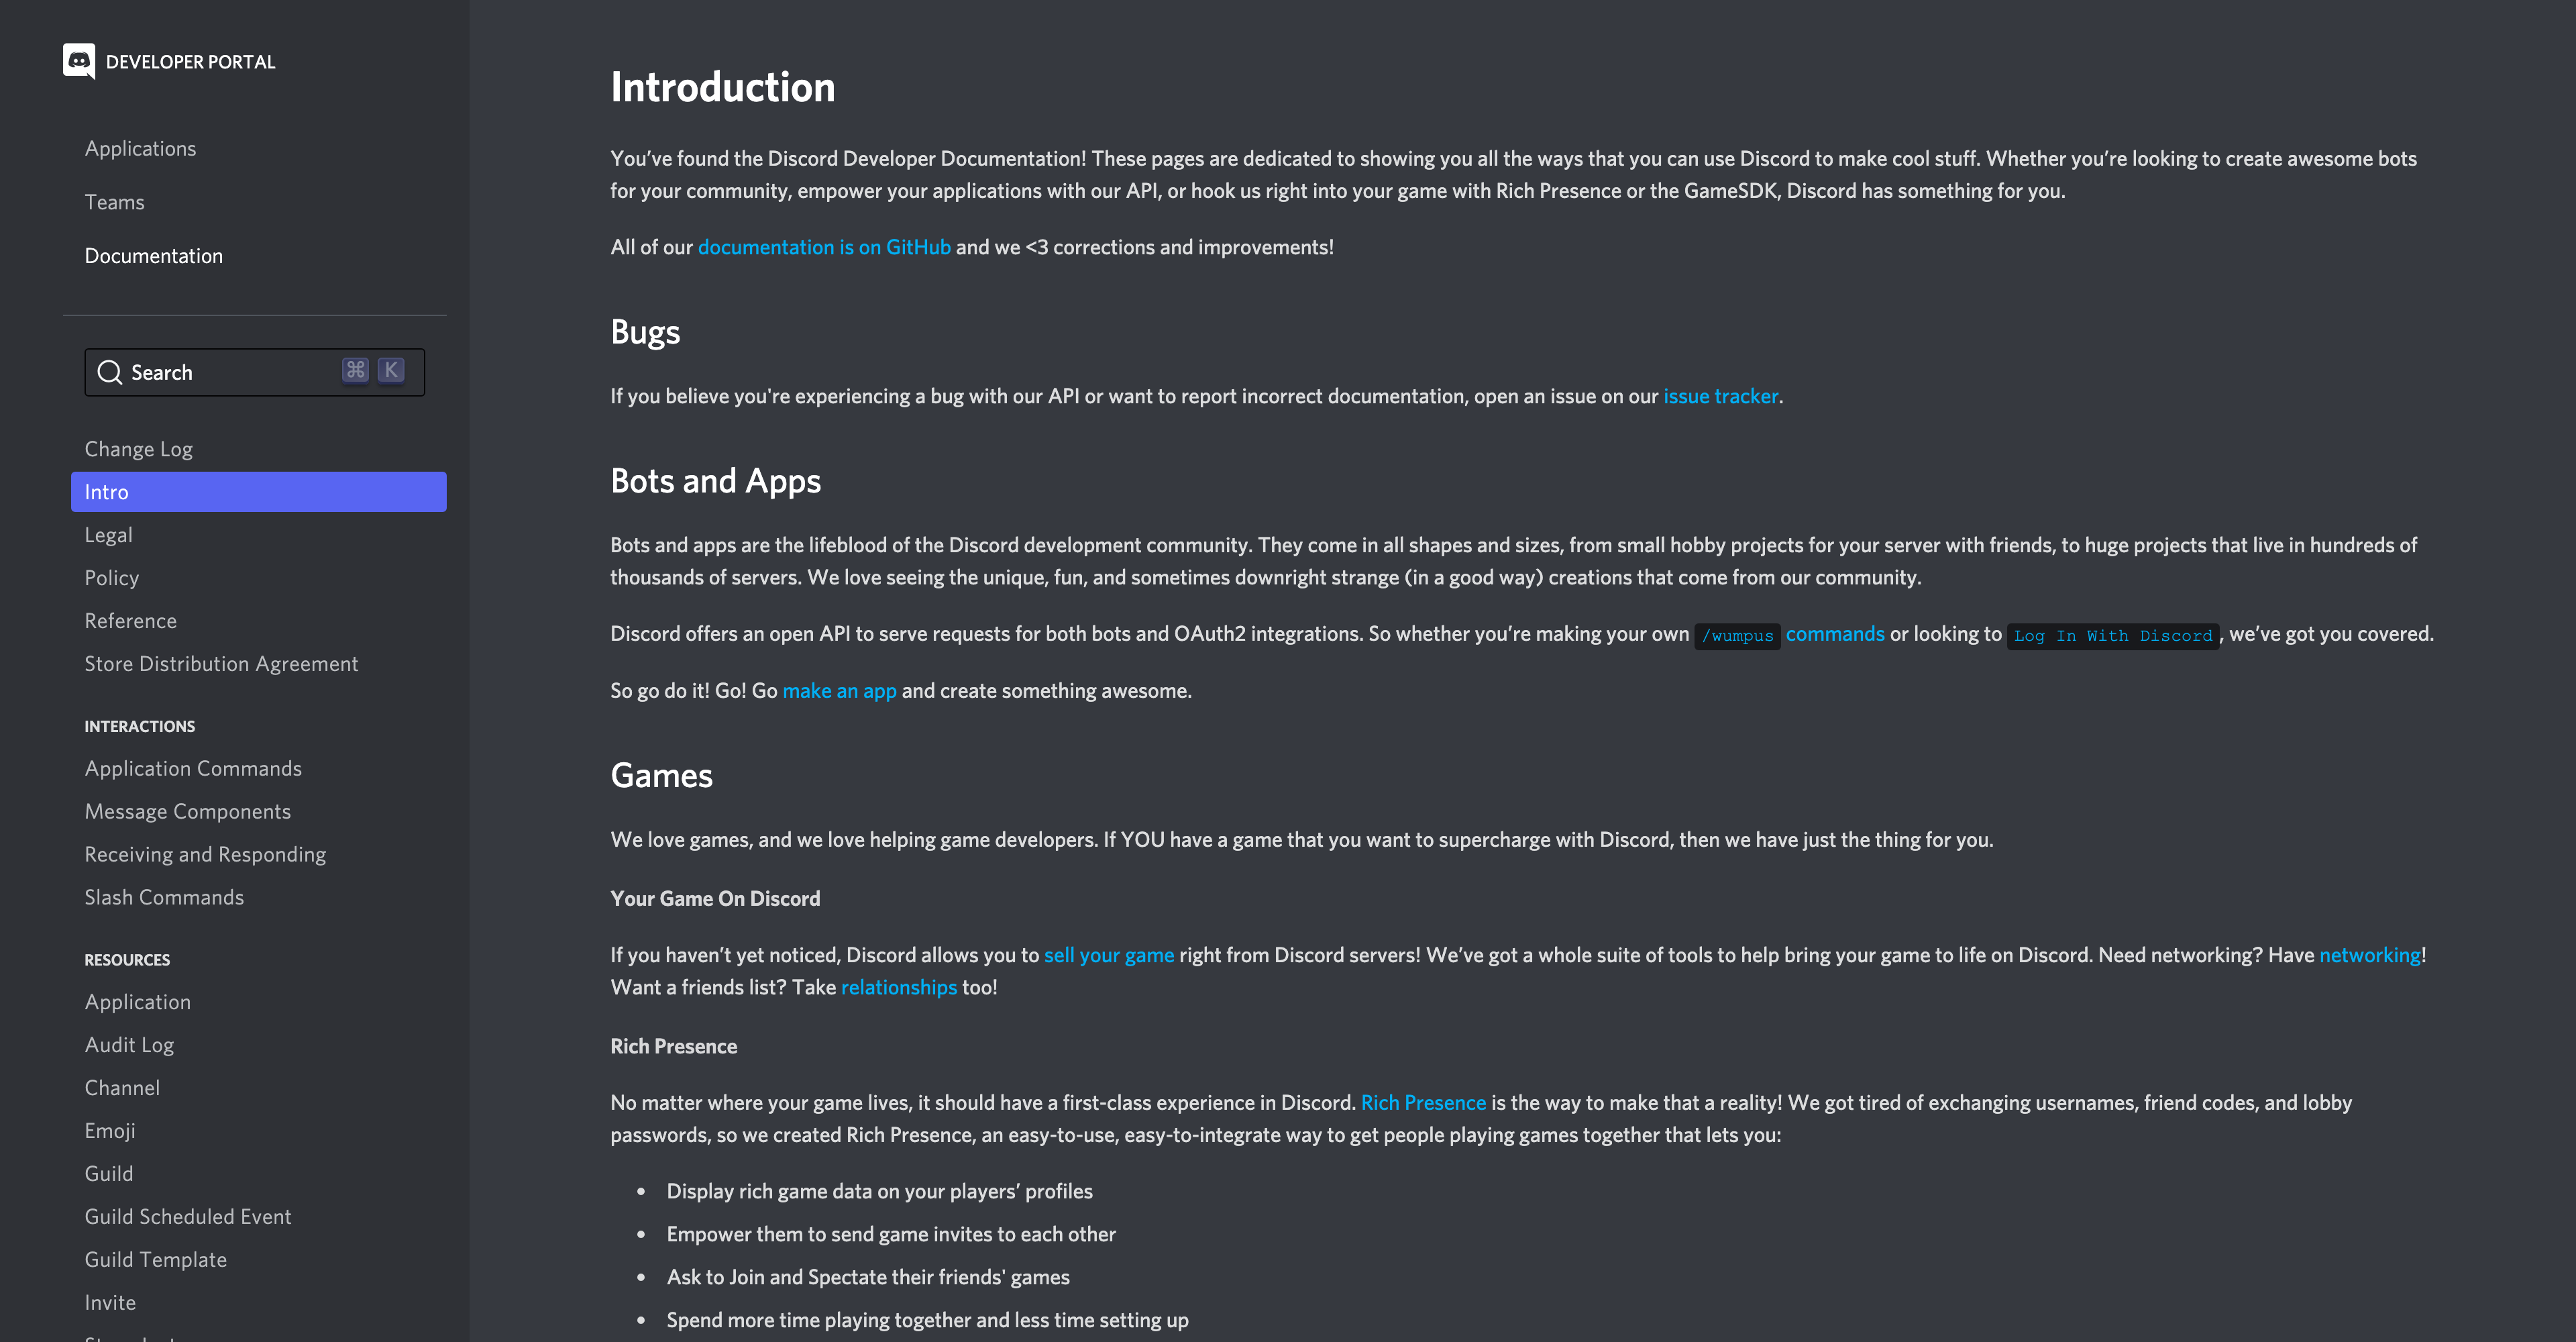 DEVELOPER PORTAL
Applications
Teams
Documentation
Search ⌘ K
Change Log
Intro
Legal
Policy
Reference
Store Distribution Agreement
INTERACTIONS
Application Commands
Message Components
Receiving and Responding
Slash Commands
RESOURCES
Application
Audit Log
Channel
Emoji
Guild
Guild Scheduled Event
Guild Template
Invite
Introduction
You’ve found the Discord Developer Documentation! These pages are dedicated to showing you all the ways that you can use Discord to make cool stuff. Whether you’re looking to create awesome bots
for your community, empower your applications with our API, or hook us right into your game with Rich Presence or the GameSDK, Discord has something for you.
All of our documentation is on GitHub and we <3 corrections and improvements!
Bugs
If you believe you're experiencing a bug with our API or want to report incorrect documentation, open an issue on our issue tracker.
Bots and Apps
Bots and apps are the lifeblood of the Discord development community. They come in all shapes and sizes, from small hobby projects for your server with friends, to huge projects that live in hundreds of
thousands of servers. We love seeing the unique, fun, and sometimes downright strange (in a good way) creations that come from our community.
Discord offers an open API to serve requests for both bots and OAuth2 integrations. So whether you’re making your own /wumpus commands or looking to Log In With Discord, we’ve got you covered.
So go do it! Go! Go make an app and create something awesome.
Games
We love games, and we love helping game developers. If YOU have a game that you want to supercharge with Discord, then we have just the thing for you.
Your Game On Discord
If you haven’t yet noticed, Discord allows you to sell your game right from Discord servers! We’ve got a whole suite of tools to help bring your game to life on Discord. Need networking? Have networking!
Want a friends list? Take relationships too!
Rich Presence
No matter where your game lives, it should have a first-class experience in Discord. Rich Presence is the way to make that a reality! We got tired of exchanging usernames, friend codes, and lobby
passwords, so we created Rich Presence, an easy-to-use, easy-to-integrate way to get people playing games together that lets you:
• Display rich game data on your players’ profiles
• Empower them to send game invites to each other
• Ask to Join and Spectate their friends' games
• Spend more time playing together and less time setting up